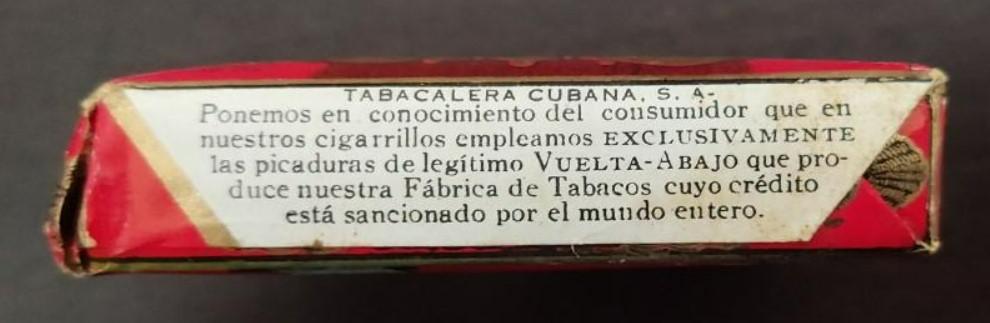 TABACALERA CUBANA, S. A-
Ponemos en conocimiento del consumidor que en
nuestros cigarrillos empleamos EXCLUSIVAMENTE
las picaduras de legítimo VUELTA-ABAJO que pro-
duce nuestra Fábrica de Tabacos cuyo crédito
está sancionado por el mundo entero.